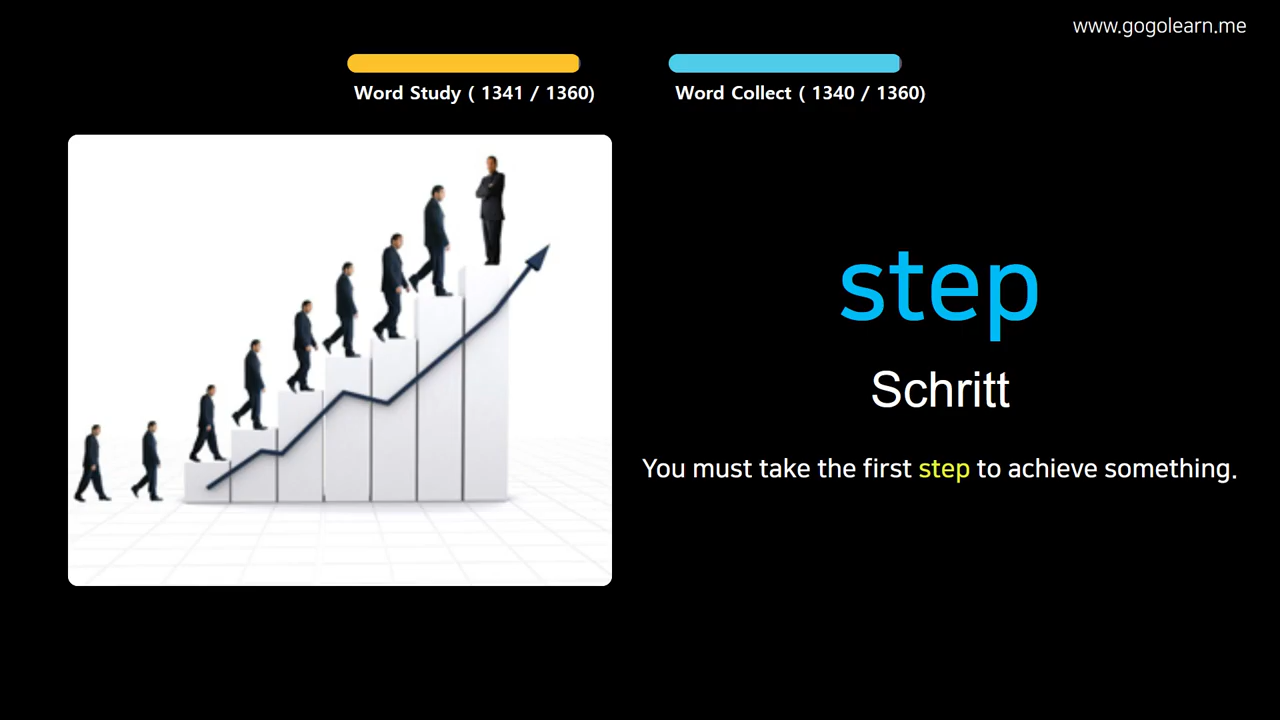 www.gogolearn.me
Word Study ( 1341 / 1360)
Word Collect ( 1340 / 1360)
step
Schritt
You must take the first step to achieve something.